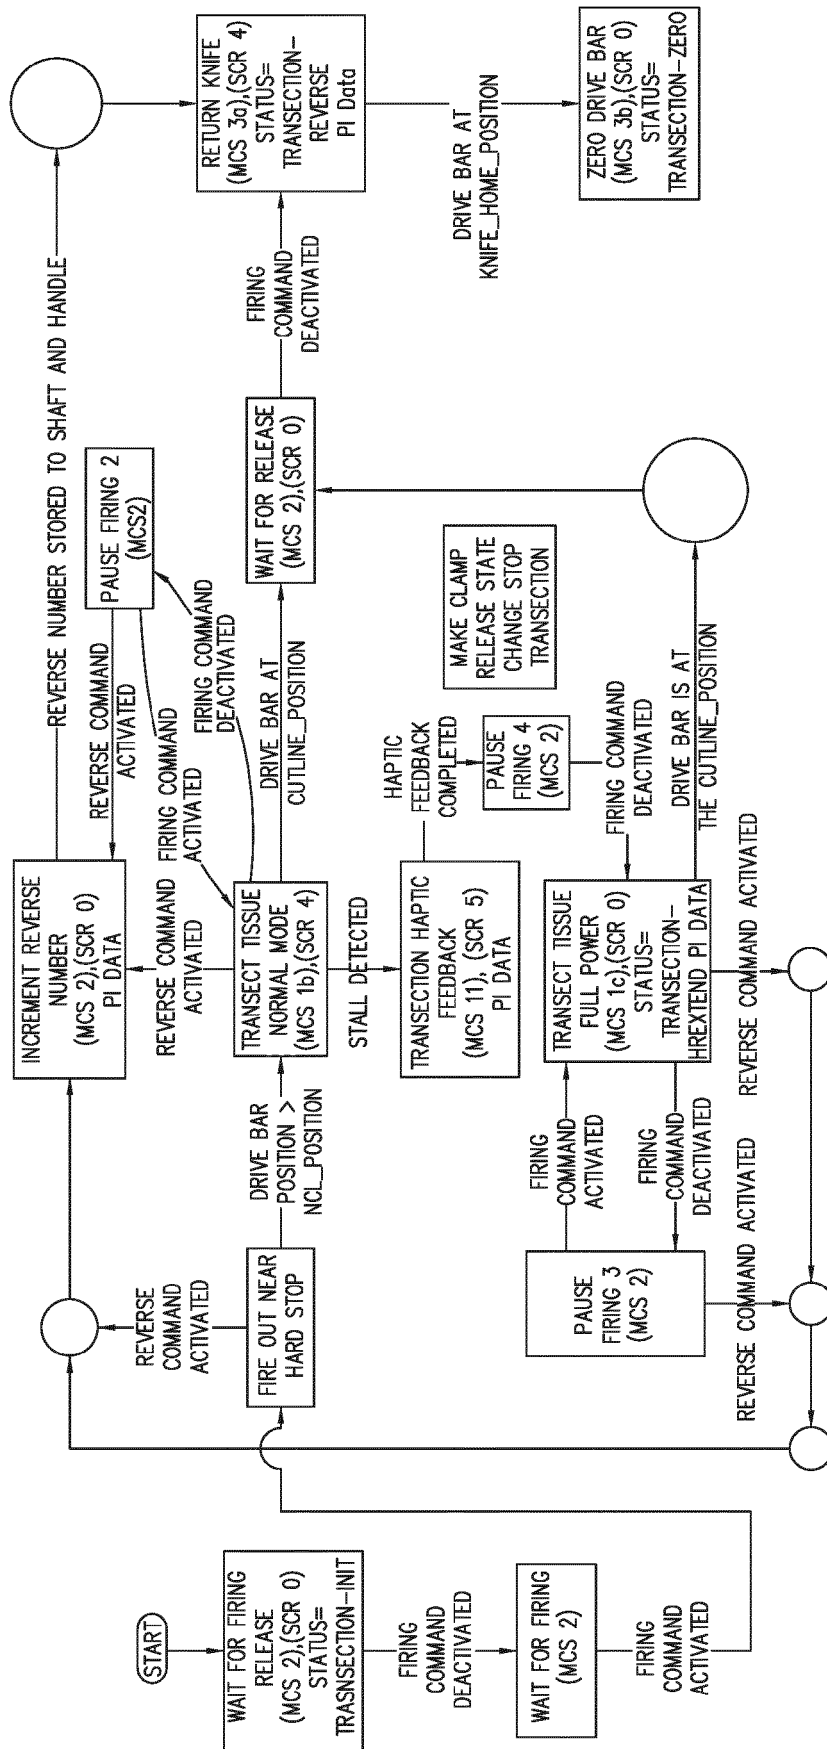 START
WAIT FOR FIRING
RELEASE
(MCS 2),(SCR 0)
STATUS=
TRASNSECTION-INIT
FIRING
COMMAND
DEACTIVATED
WAIT FOR FIRING
(MCS 2)
FIRING
COMMAND
ACTIVATED
FIRE OUT NEAR
HARD STOP
REVERSE
COMMAND
ACTIVATED
DRIVE BAR
POSITION >
NCL_POSITION
INCREMENT REVERSE
NUMBER
(MCS 2),(SCR 0)
PI DATA
REVERSE COMMAND
ACTIVATED
TRANSECT TISSUE
NORMAL MODE
(MCS 1b),(SCR 4)
STALL DETECTED
TRANSECTION HAPTIC
FEEDBACK
(MCS 11), (SCR 5)
PI DATA
HAPTIC
FEEDBACK
COMPLETED
PAUSE
FIRING 4
(MCS 2)
FIRING COMMAND
DEACTIVATED
TRANSECT TISSUE
FULL POWER
(MCS 1c),(SCR 0)
STATUS=
TRANSECTION-
HREXTEND PI DATA
FIRING
COMMAND
ACTIVATED
FIRING
COMMAND
DEACTIVATED
PAUSE
FIRING 3
(MCS 2)
REVERSE COMMAND ACTIVATED
REVERSE COMMAND ACTIVATED
REVERSE COMMAND ACTIVATED
DRIVE BAR IS AT
THE CUTLINE_POSITION
REVERSE NUMBER STORED TO SHAFT AND HANDLE
REVERSE COMMAND
ACTIVATED
PAUSE FIRING 2
(MCS2)
FIRING COMMAND
ACTIVATED
FIRING COMMAND
DEACTIVATED
DRIVE BAR AT
CUTLINE_POSITION
WAIT FOR RELEASE
(MCS 2),(SCR 0)
MAKE CLAMP
RELEASE STATE
CHANGE STOP
TRANSECTION
FIRING
COMMAND
DEACTIVATED
RETURN KNIFE
(MCS 3a),(SCR 4)
STATUS=
TRANSECTION-
REVERSE
PI Data
DRIVE BAR AT
KNIFE_HOME_POSITION
ZERO DRIVE BAR
(MCS 3b),(SCR 0)
STATUS=
TRANSECTION-ZERO